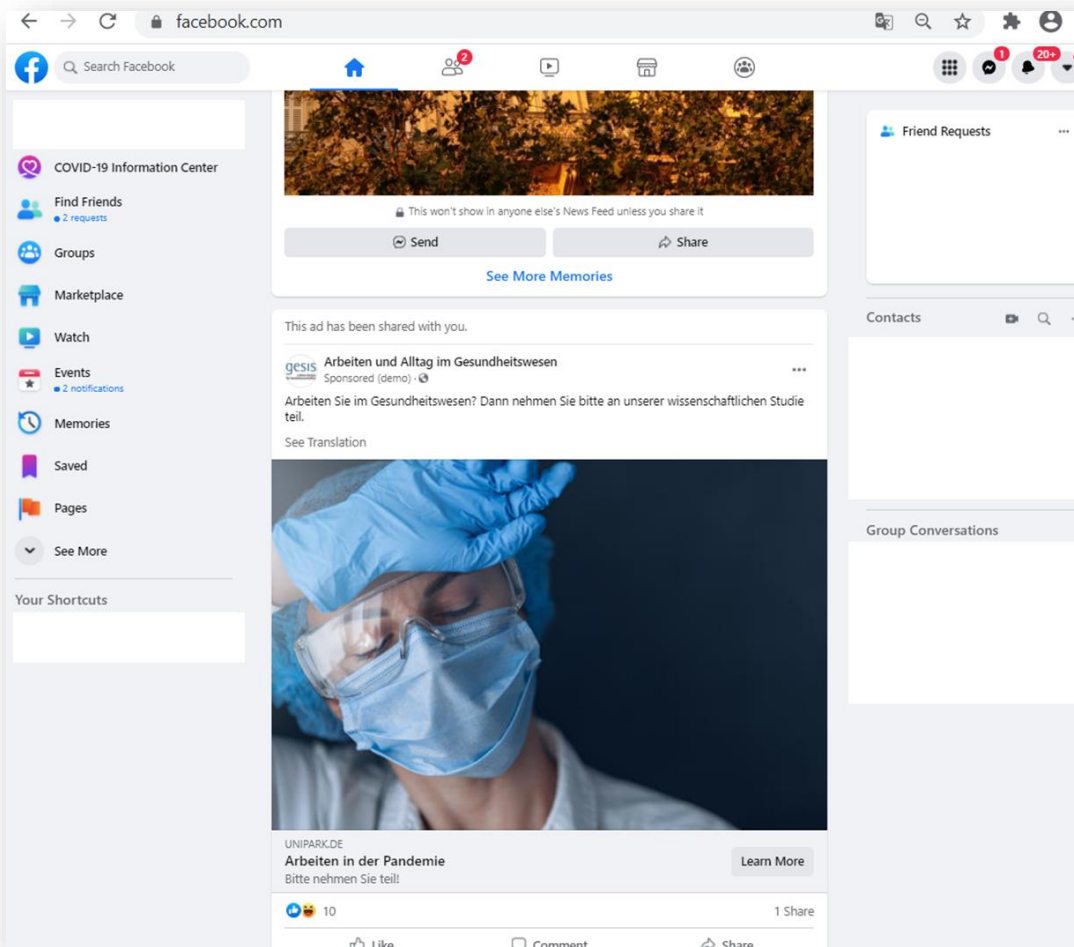 facebook.com
Search Facebook
2
1
20+
COVID-19 Information Center
Find Friends
2 requests
Groups
Marketplace
Watch
Events
2 notifications
Memories
Saved
Pages
See More
Your Shortcuts
This won't show in anyone else's News Feed unless you share it
Send
Share
See More Memories
This ad has been shared with you.
gesis
Arbeiten und Alltag im Gesundheitswesen
Sponsored (demo) ·
Arbeiten Sie im Gesundheitswesen? Dann nehmen Sie bitte an unserer wissenschaftlichen Studie
teil.
See Translation
UNIPARK.DE
Arbeiten in der Pandemie
Bitte nehmen Sie teil!
Learn More
10
1 Share
Like
Comment
Share
Friend Requests
Contacts
Group Conversations